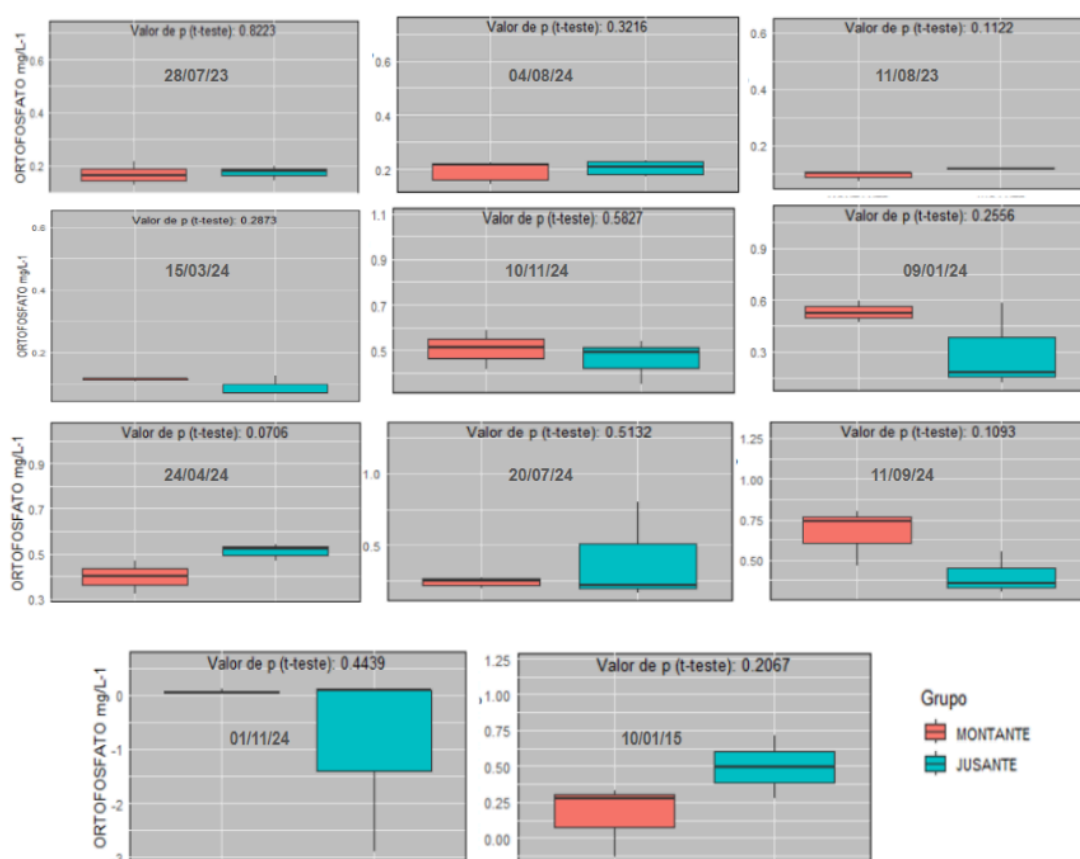 Valor de p (t-teste): 0.8223
28/07/23
ORTOFOSFATO mg/L-1
0.6
0.4
0.2
Valor de p (t-teste): 0.3216
04/08/24
0.6
0.4
0.2
Valor de p (t-teste): 0.1122
11/08/23
0.6
0.4
0.2
Valor de p (t-teste): 0.2873
15/03/24
ORTOFOSFATO mg/L-1
0.6
0.4
0.2
Valor de p (t-teste): 0.5827
10/11/24
1.1
0.9
0.7
0.5
Valor de p (t-teste): 0.2556
09/01/24
0.9
0.6
0.3
Valor de p (t-teste): 0.0706
24/04/24
ORTOFOSFATO mg/L-1
0.9
0.7
0.5
0.3
Valor de p (t-teste): 0.5132
20/07/24
1.0
0.5
Valor de p (t-teste): 0.1093
11/09/24
1.25
1.00
0.75
0.50
Valor de p (t-teste): 0.4439
01/11/24
ORTOFOSFATO mg/L-1
0
-1
-2
Valor de p (t-teste): 0.2067
10/01/15
1.25
1.00
0.75
0.50
0.25
0.00
Grupo
MONTANTE
JUSANTE